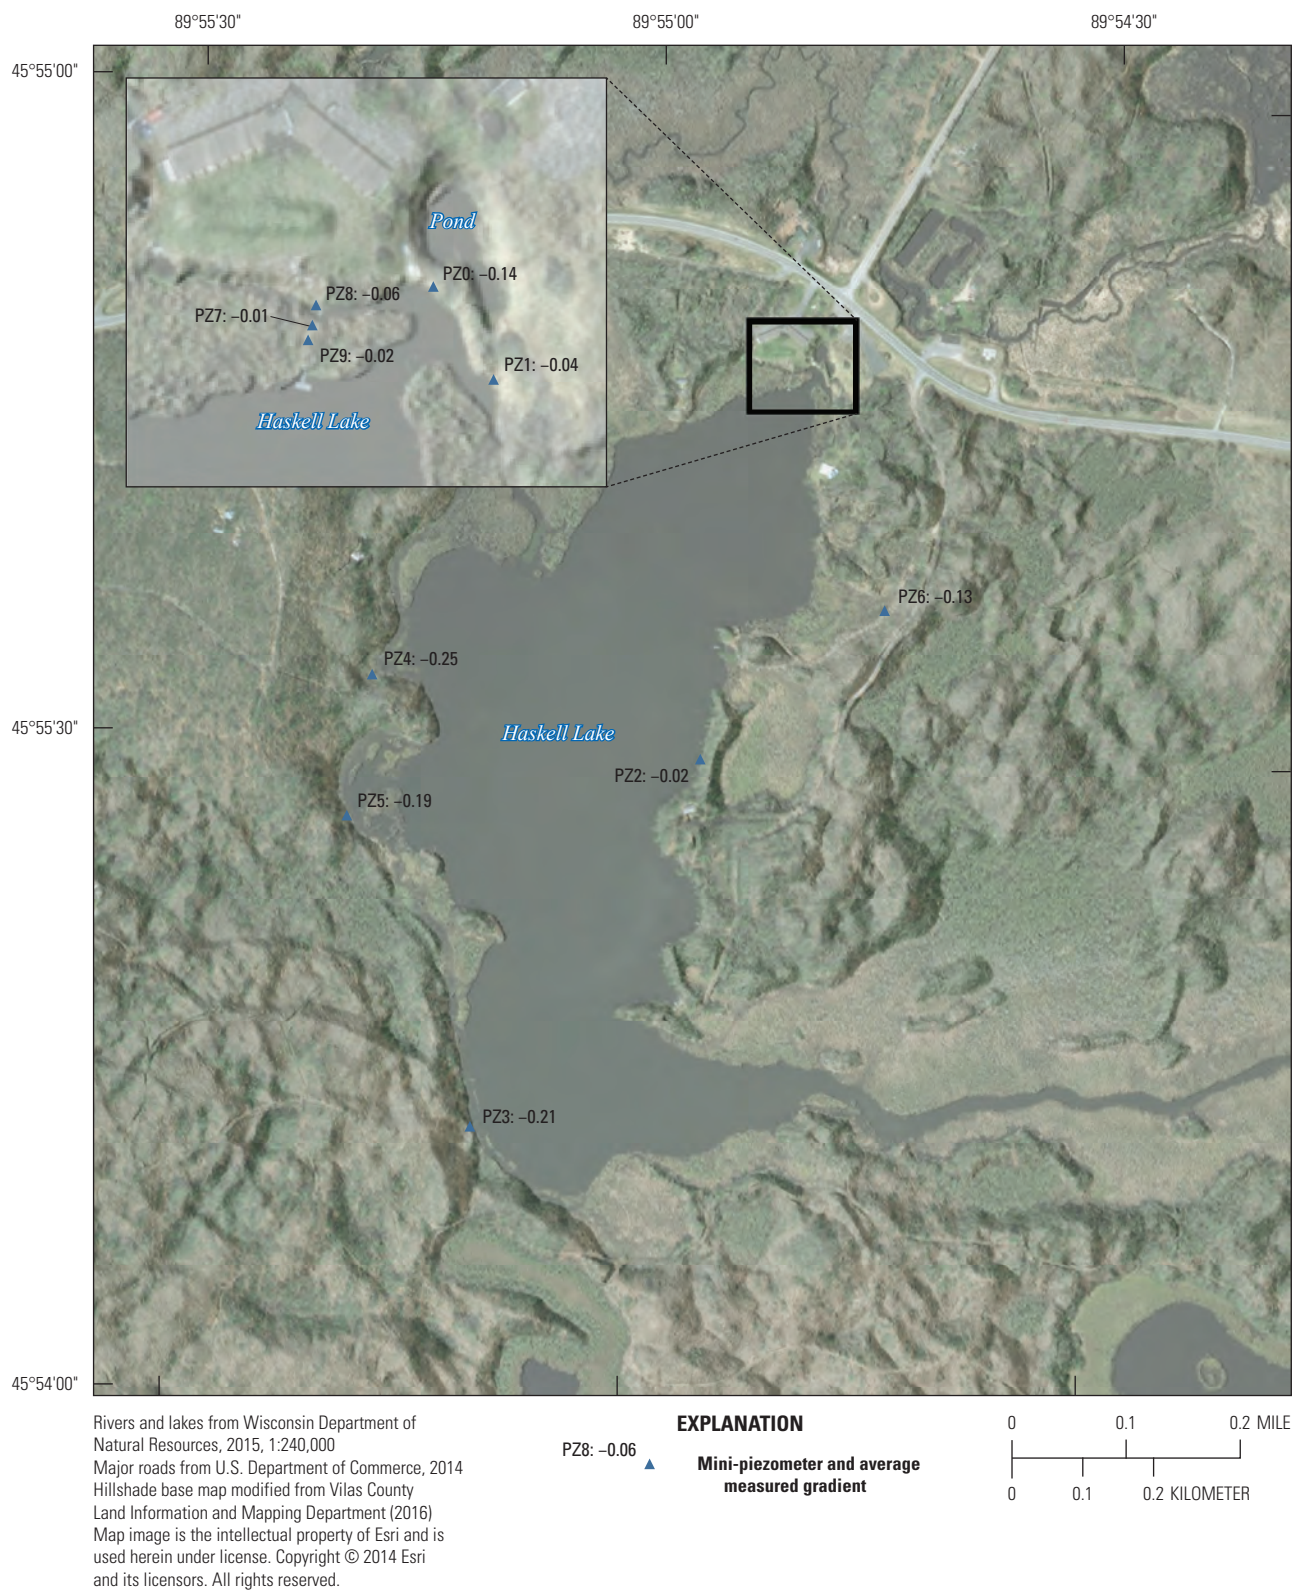 89°55'30"
89°55'00"
89°54'30"
45°55'00"
Pond
PZ0: –0.14
PZ8: –0.06
PZ7: –0.01
PZ9: –0.02
PZ1: –0.04
Haskell Lake
PZ6: –0.13
PZ4: –0.25
45°55'30"
Haskell Lake
PZ2: –0.02
PZ5: –0.19
PZ3: –0.21
45°54'00"
Rivers and lakes from Wisconsin Department of
Natural Resources, 2015, 1:240,000
Major roads from U.S. Department of Commerce, 2014
Hillshade base map modified from Vilas County
Land Information and Mapping Department (2016)
Map image is the intellectual property of Esri and is
used herein under license. Copyright © 2014 Esri
and its licensors. All rights reserved.
EXPLANATION
PZ8: –0.06
Mini-piezometer and average
measured gradient
0 0.1 0.2 MILE
0 0.1 0.2 KILOMETER